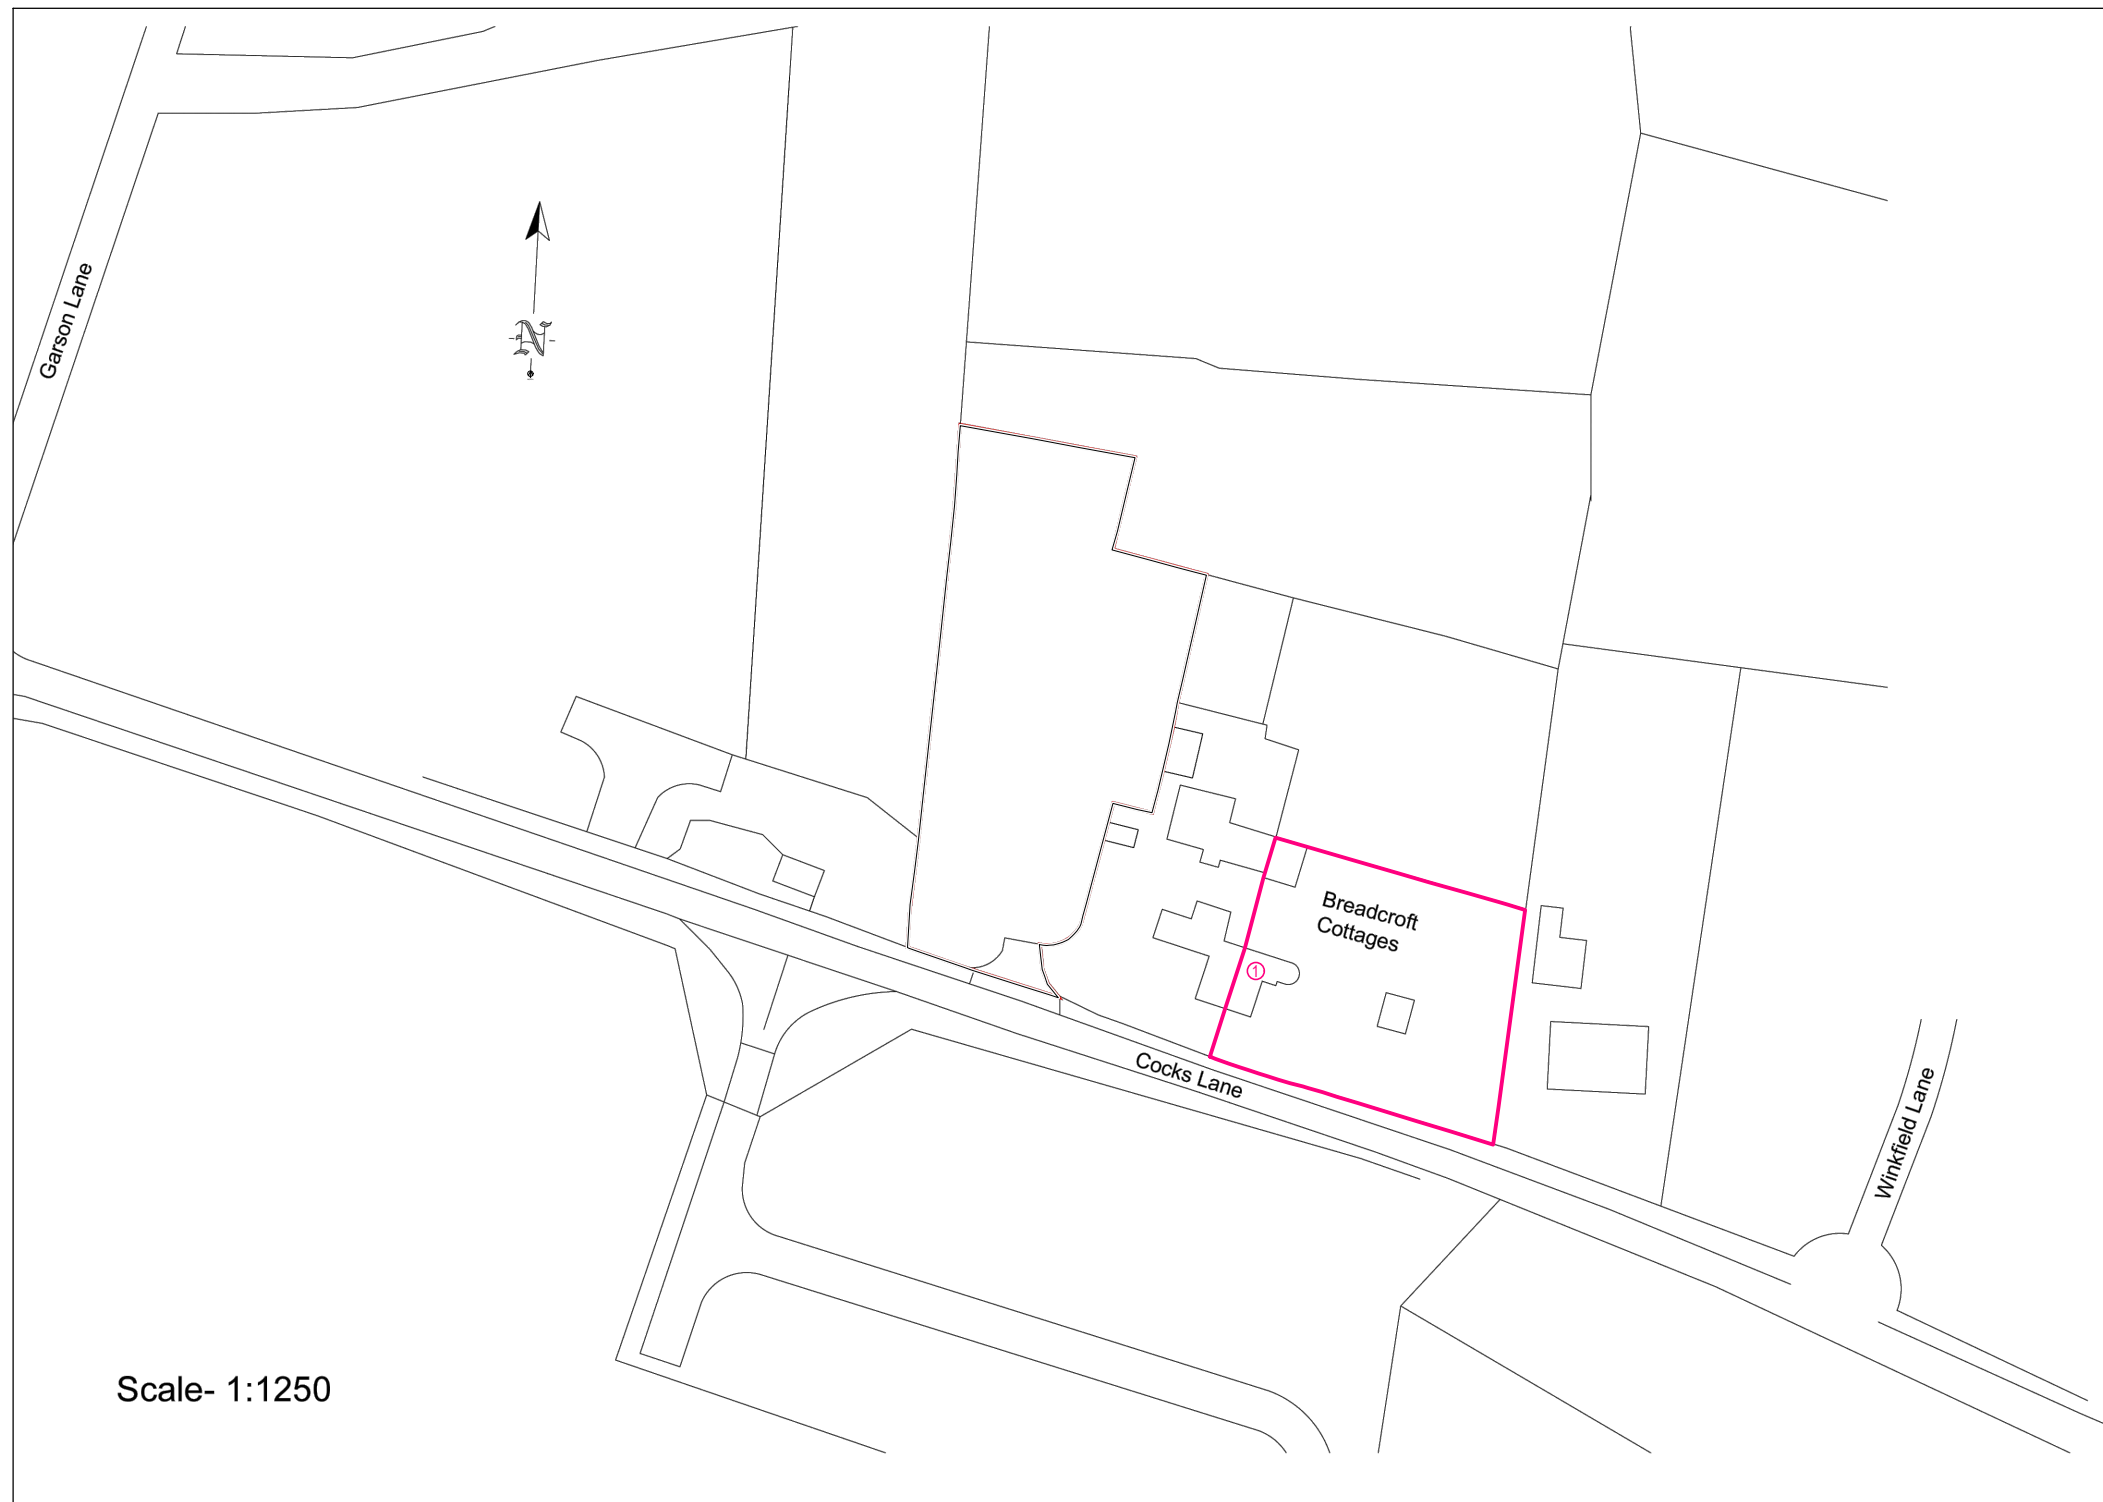 Garson Lane
N
Breadcroft
Cottages
1
Cocks Lane
Winkfield Lane
Scale- 1:1250